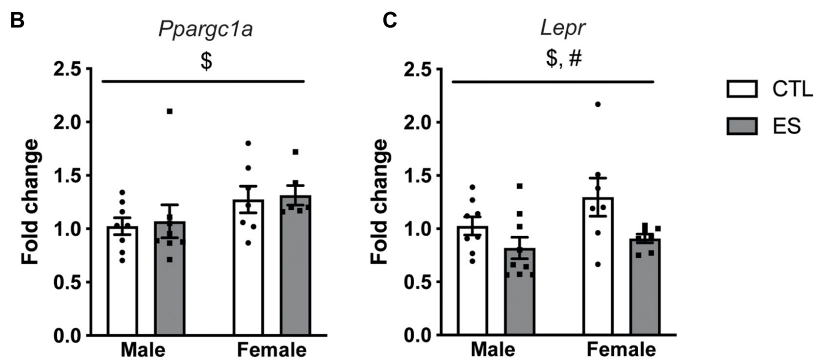 B
Ppargc1a
$
Fold change
2.5
2.0
1.5
1.0
0.5
0.0
Male Female
C
Lepr
$, #
Fold change
2.5
2.0
1.5
1.0
0.5
0.0
Male Female
CTL
ES